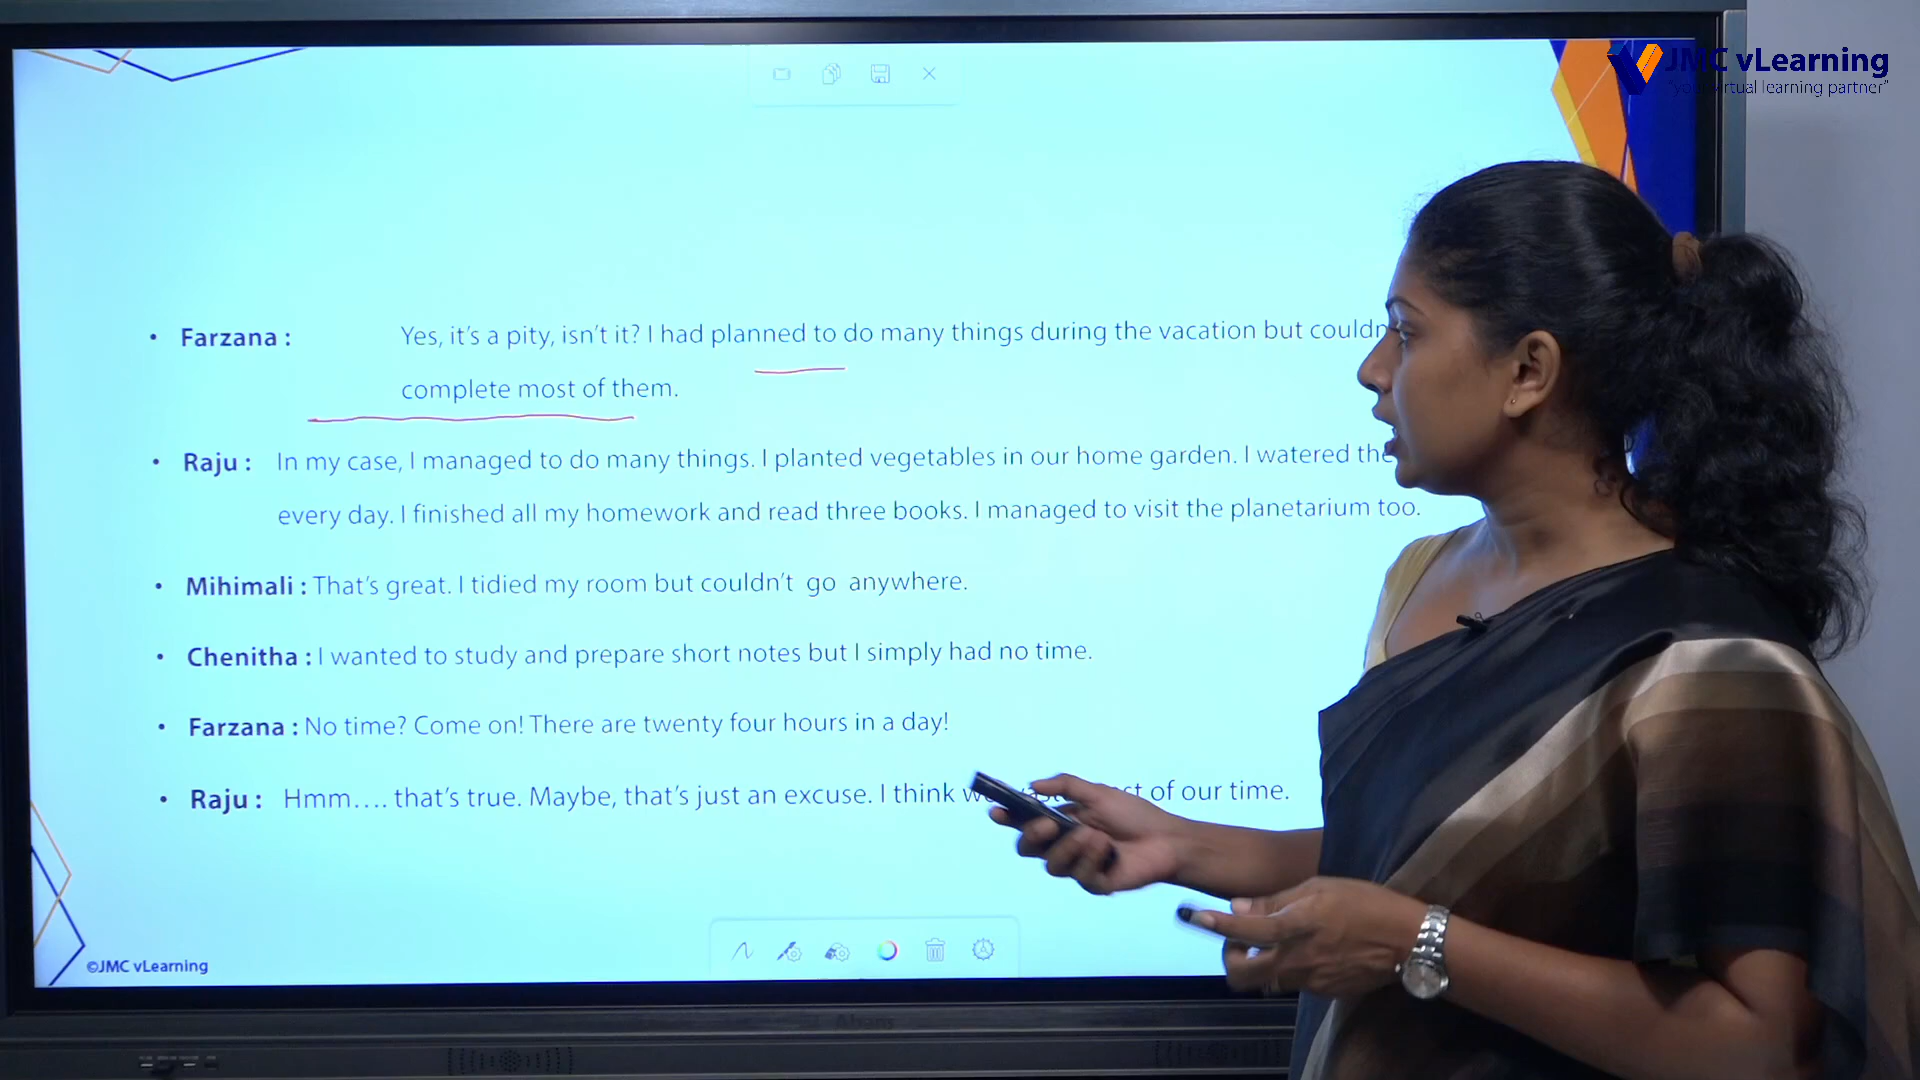 JMC vLearning
"your virtual learning partner"
• Farzana : Yes, it's a pity, isn't it? I had planned to do many things during the vacation but
complete most of them.
• Raju : In my case, I managed to do many things. I planted vegetables in our home garden. I watered
every day. I finished all my homework and read three books. I managed to visit the planetarium too.
• Mihimali : That's great. I tidied my room but couldn't go anywhere.
• Chenitha : I wanted to study and prepare short notes but I simply had no time.
• Farzana : No time? Come on! There are twenty four hours in a day!
• Raju : Hmm.... that's true. Maybe, that's just an excuse. I think of our time.
©JMC vLearning
Abans